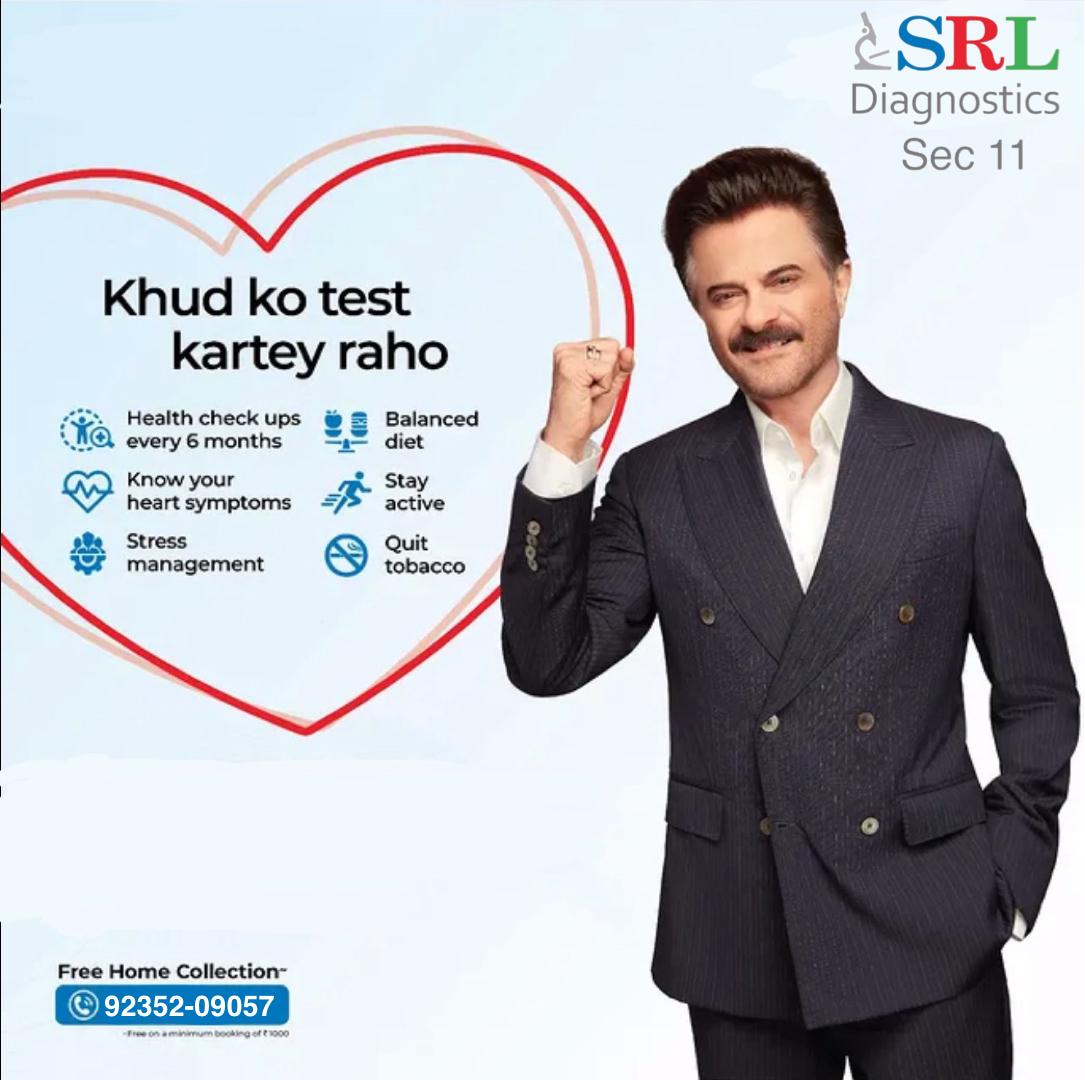 SRL
Diagnostics
Sec 11
Khud ko test
kartey raho
Health check ups
every 6 months
Balanced
diet
Know your
heart symptoms
Stay
active
Stress
management
Quit
tobacco
Free Home Collection~
92352-09057
~Free on a minimum booking of ₹1000